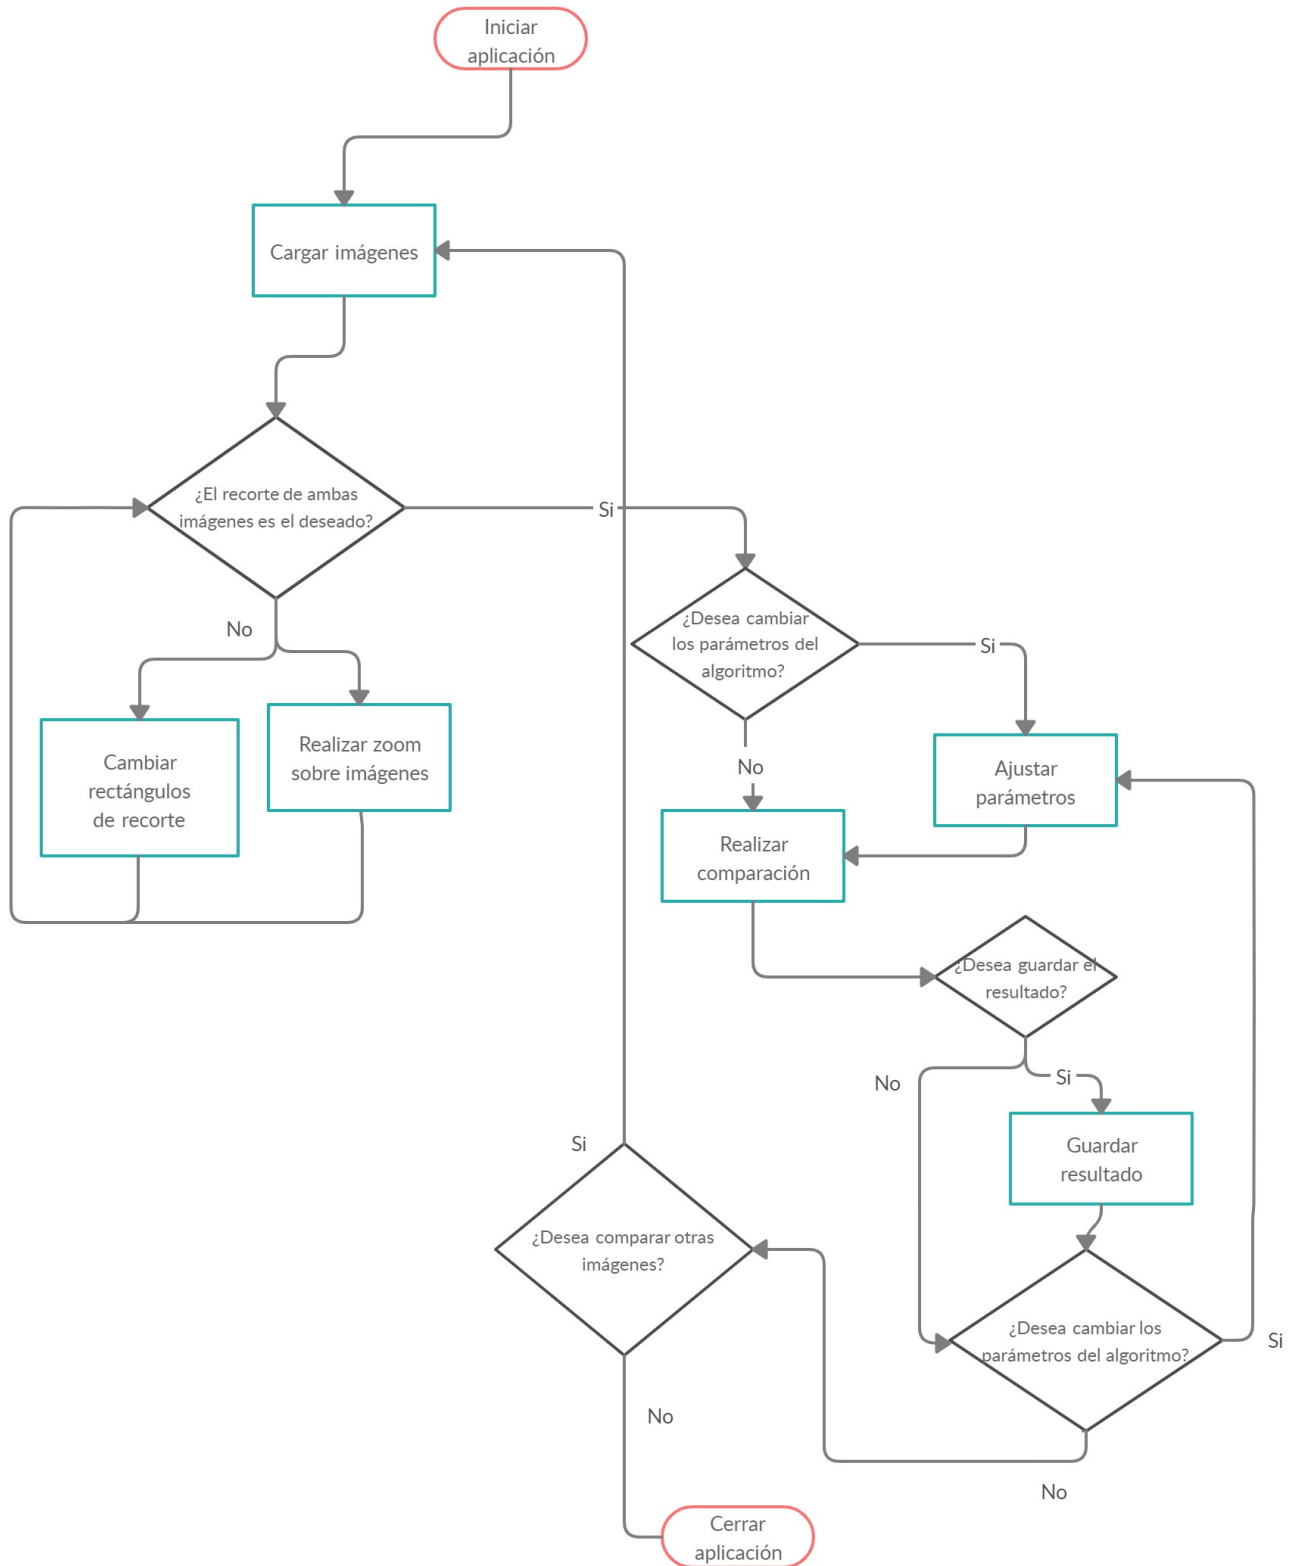 Iniciar
aplicación
Cargar imágenes
¿El recorte de ambas
imágenes es el deseado?
Si
No
Cambiar
rectángulos
de recorte
Realizar zoom
sobre imágenes
¿Desea cambiar
los parámetros del
algoritmo?
Si
No
Ajustar
parámetros
Realizar
comparación
¿Desea guardar el
resultado?
No
Si
Guardar
resultado
¿Desea cambiar los
parámetros del algoritmo?
Si
No
Si
¿Desea comparar otras
imágenes?
No
Cerrar
aplicación